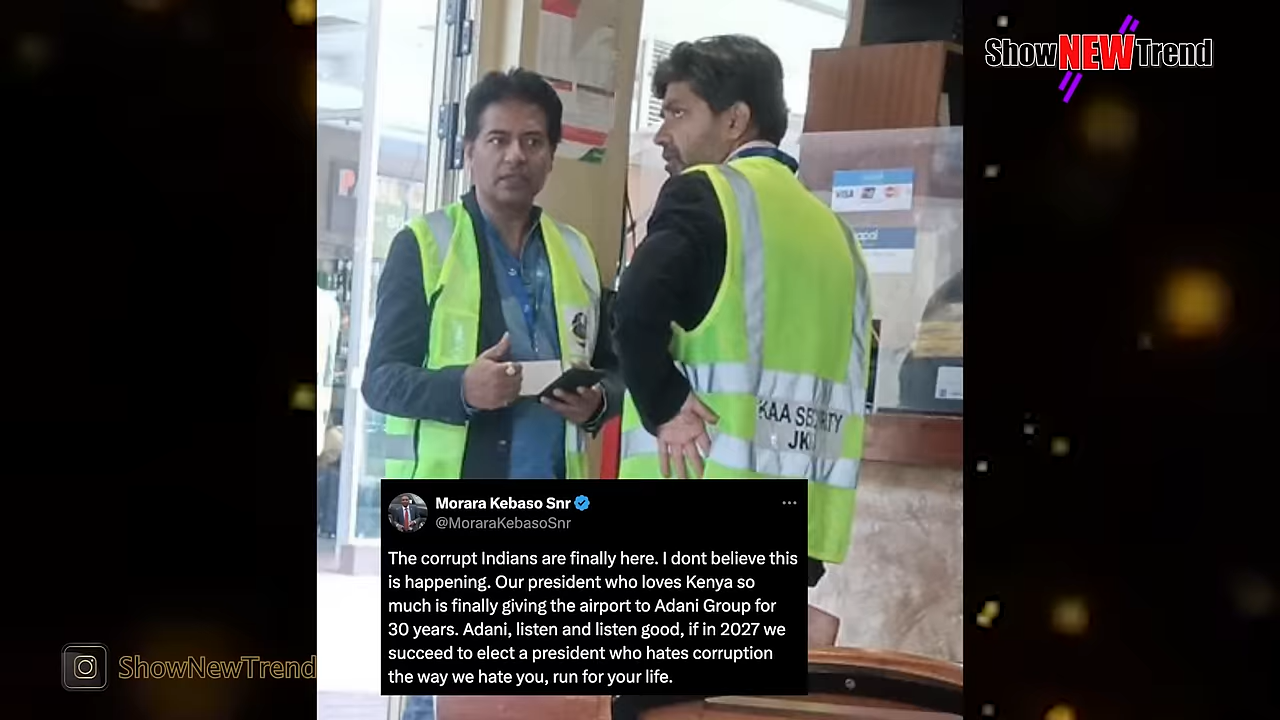 ShowNEWTrend
VISA
KAA SECURITY
Morara Kebaso Snr
@MoraraKebasoSnr
The corrupt Indians are finally here. I dont believe this
is happening. Our president who loves Kenya so
much is finally giving the airport to Adani Group for
30 years. Adani, listen and listen good, if in 2027 we
succeed to elect a president who hates corruption
the way we hate you, run for your life.
ShowNewTrend